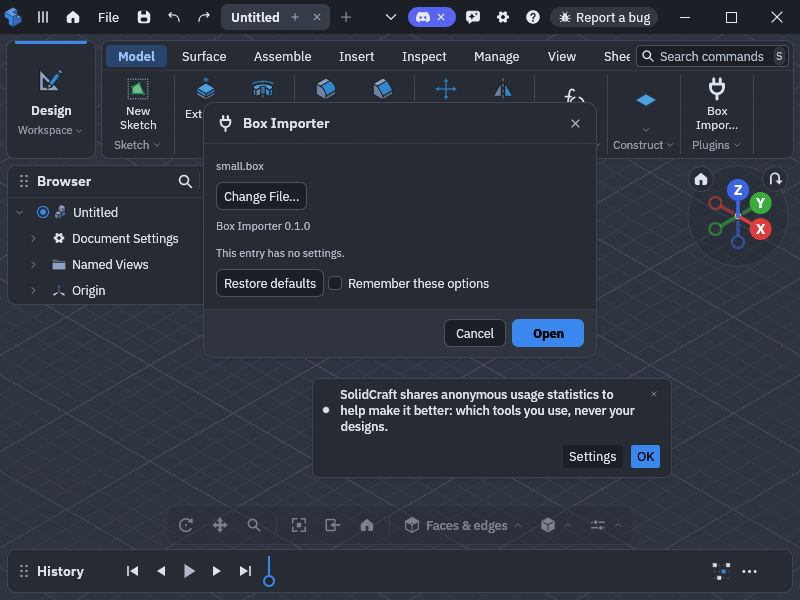 File
Untitled
Report a bug
Design
Workspace
Model
Surface
Assemble
Insert
Inspect
Manage
View
Search commands
S
New
Sketch
Sketch
Construct
Box
Impor...
Plugins
Box Importer
small.box
Change File...
Box Importer 0.1.0
This entry has no settings.
Restore defaults
Remember these options
Cancel
Open
Browser
Untitled
Document Settings
Named Views
Origin
Z
Y
X
SolidCraft shares anonymous usage statistics to
help make it better: which tools you use, never your
designs.
Settings
OK
Faces & edges
History